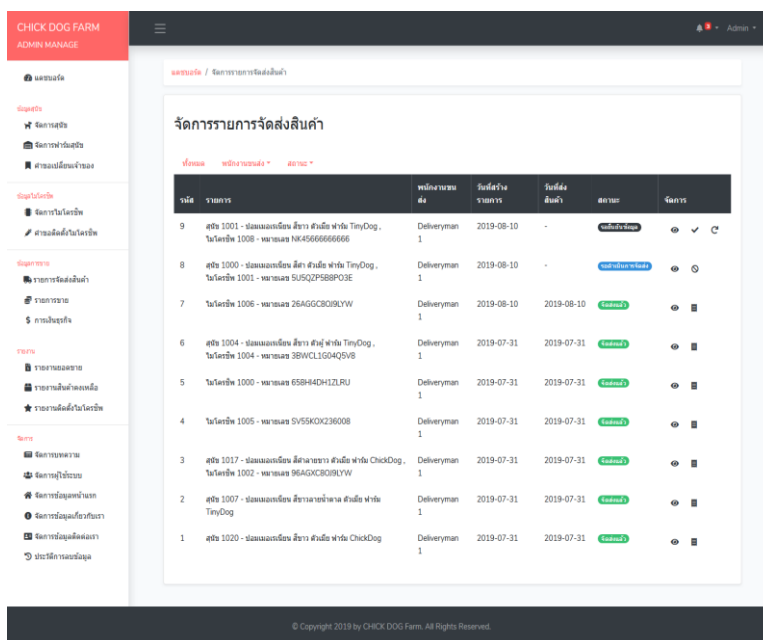 CHICK DOG FARM
ADMIN MANAGE
3
Admin
แดชบอร์ด
ข้อมูลสุนัข
จัดการสุนัข
จัดการฟาร์มสุนัข
คำขอเปลี่ยนเจ้าของ
ข้อมูลไมโครชิพ
จัดการไมโครชิพ
คำขอติดตั้งไมโครชิพ
ข้อมูลการขาย
รายการจัดส่งสินค้า
รายการขาย
การเงินธุรกิจ
รายงาน
รายงานยอดขาย
รายงานสินค้าคงเหลือ
รายงานติดตั้งไมโครชิพ
จัดการ
จัดการบทความ
จัดการผู้ใช้ระบบ
จัดการข้อมูลหน้าแรก
จัดการข้อมูลเกี่ยวกับเรา
จัดการข้อมูลติดต่อเรา
ประวัติการลบข้อมูล
แดชบอร์ด / จัดการรายการจัดส่งสินค้า
จัดการรายการจัดส่งสินค้า
ทั้งหมด พนักงานขนส่ง สถานะ
รหัส รายการ พนักงานขนส่ง วันที่สร้างรายการ วันที่ส่งสินค้า สถานะ จัดการ
9 สุนัข 1001 - ปอมเมอเรเนียน สีขาว ตัวเมีย ฟาร์ม TinyDog , Deliveryman 2019-08-10 - รอยืนยันข้อมูล
ไมโครชิพ 1008 - หมายเลข NK45666666666 1
8 สุนัข 1000 - ปอมเมอเรเนียน สีดำ ตัวเมีย ฟาร์ม TinyDog , Deliveryman 2019-08-10 - รอดำเนินการจัดส่ง
ไมโครชิพ 1001 - หมายเลข 5U5QZP5B8PO3E 1
7 ไมโครชิพ 1006 - หมายเลข 26AGGC8OJ9LYW Deliveryman 2019-08-10 2019-08-10 จัดส่งแล้ว
1
6 สุนัข 1004 - ปอมเมอเรเนียน สีขาว ตัวผู้ ฟาร์ม TinyDog , Deliveryman 2019-07-31 2019-07-31 จัดส่งแล้ว
ไมโครชิพ 1004 - หมายเลข 3BWCL1G04Q5V8 1
5 ไมโครชิพ 1000 - หมายเลข 658HI4DH1ZLRU Deliveryman 2019-07-31 2019-07-31 จัดส่งแล้ว
1
4 ไมโครชิพ 1005 - หมายเลข SV55KOX236008 Deliveryman 2019-07-31 2019-07-31 จัดส่งแล้ว
1
3 สุนัข 1017 - ปอมเมอเรเนียน สีดำลายขาว ตัวเมีย ฟาร์ม ChickDog , Deliveryman 2019-07-31 2019-07-31 จัดส่งแล้ว
ไมโครชิพ 1002 - หมายเลข 96AGXC8OJ9LYW 1
2 สุนัข 1007 - ปอมเมอเรเนียน สีขาวลายน้ำตาล ตัวเมีย ฟาร์ม Deliveryman 2019-07-31 2019-07-31 จัดส่งแล้ว
TinyDog 1
1 สุนัข 1020 - ปอมเมอเรเนียน สีขาว ตัวเมีย ฟาร์ม ChickDog Deliveryman 2019-07-31 2019-07-31 จัดส่งแล้ว
1
© Copyright 2019 by CHICK DOG Farm. All Rights Reserved.